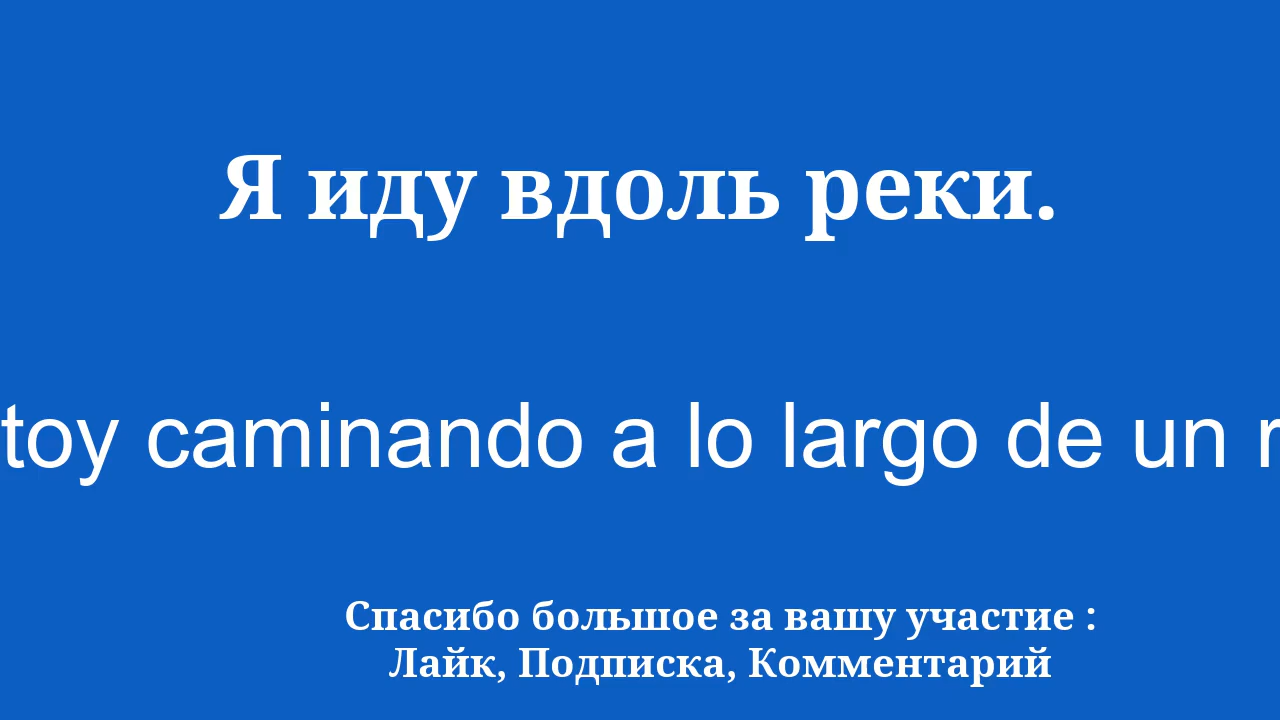 Я иду вдоль реки.
toy caminando a lo largo de un
Спасибо большое за вашу участие :
Лайк, Подписка, Комментарий